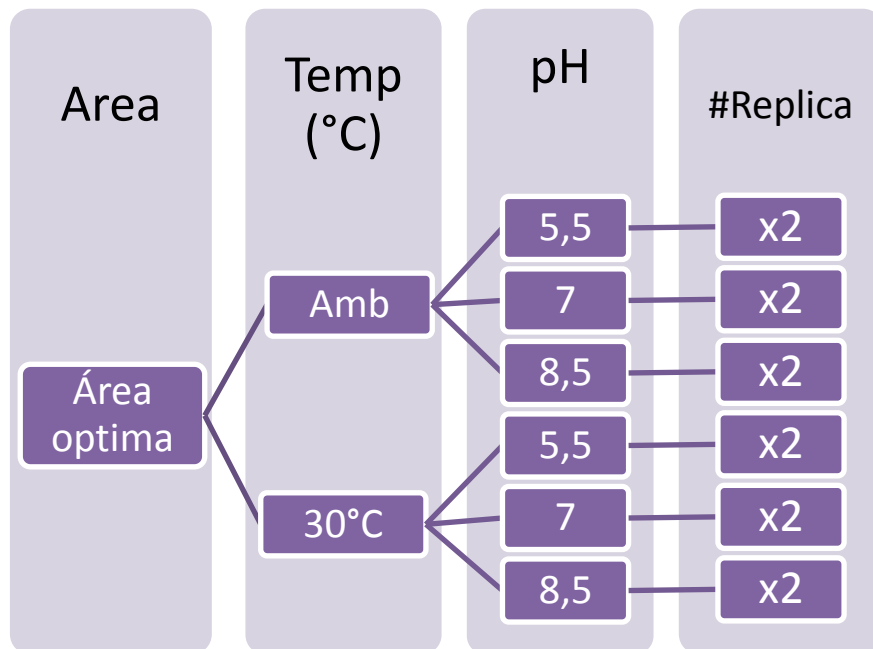 Area
Temp
(°C)
pH
#Replica
Área
optima
Amb
30°C
5,5
7
8,5
5,5
7
8,5
x2
x2
x2
x2
x2
x2